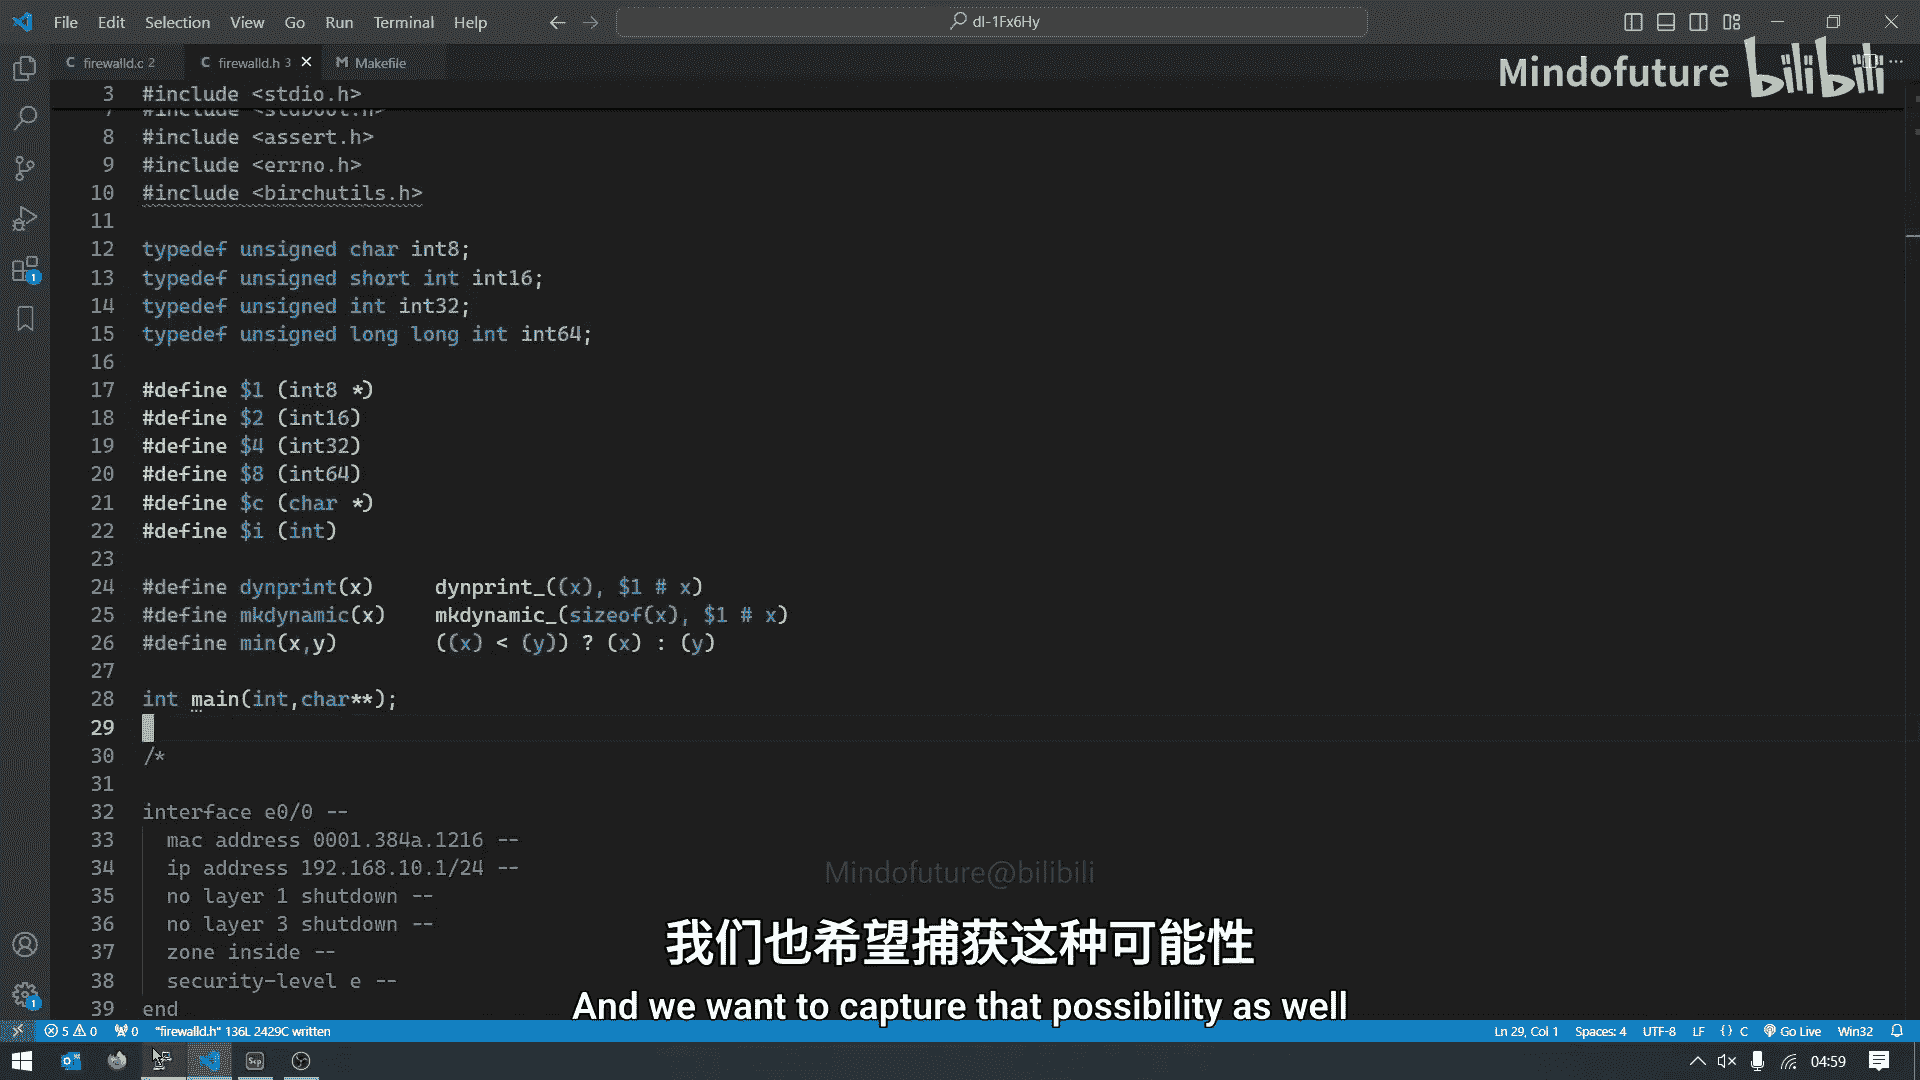 File Edit Selection View Go Run Terminal Help
dl-1Fx6Hy
firewalld.c 2
firewalld.h 3
Makefile
Mindofuture bilibili
3 #include <stdio.h>
7 #include <stdbool.h>
8 #include <assert.h>
9 #include <errno.h>
10 #include <birchutils.h>
11
12 typedef unsigned char int8;
13 typedef unsigned short int int16;
14 typedef unsigned int int32;
15 typedef unsigned long long int int64;
16
17 #define $1 (int8 *)
18 #define $2 (int16)
19 #define $4 (int32)
20 #define $8 (int64)
21 #define $c (char *)
22 #define $i (int)
23
24 #define dynprint(x) dynprint_((x), $1 # x)
25 #define mkdynamic(x) mkdynamic_(sizeof(x), $1 # x)
26 #define min(x,y) ((x) < (y)) ? (x) : (y)
27
28 int main(int,char**);
29
30 /*
31
32 interface e0/0 --
33 mac address 0001.384a.1216 --
34 ip address 192.168.10.1/24 --
35 no layer 1 shutdown --
36 no layer 3 shutdown --
37 zone inside --
38 security-level e --
39 end
Mindofuture@bilibili
我们也希望捕获这种可能性
And we want to capture that possibility as well
5 0 0 "firewalld.h" 136L 2429C written
Ln 29, Col 1 Spaces: 4 UTF-8 LF {} C Go Live Win32
04:59